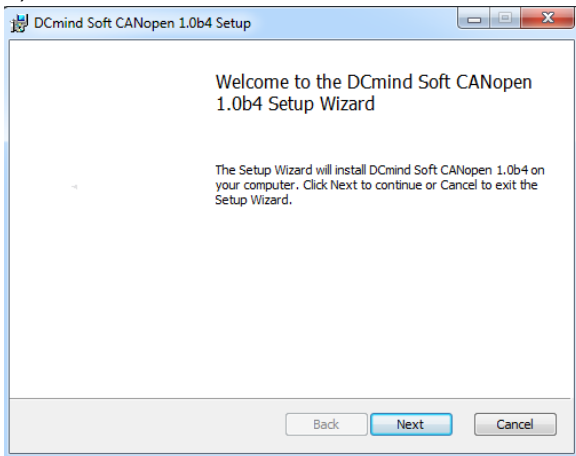 DCmind Soft CANopen 1.0b4 Setup
Welcome to the DCmind Soft CANopen
1.0b4 Setup Wizard
The Setup Wizard will install DCmind Soft CANopen 1.0b4 on
your computer. Click Next to continue or Cancel to exit the
Setup Wizard.
Back Next Cancel